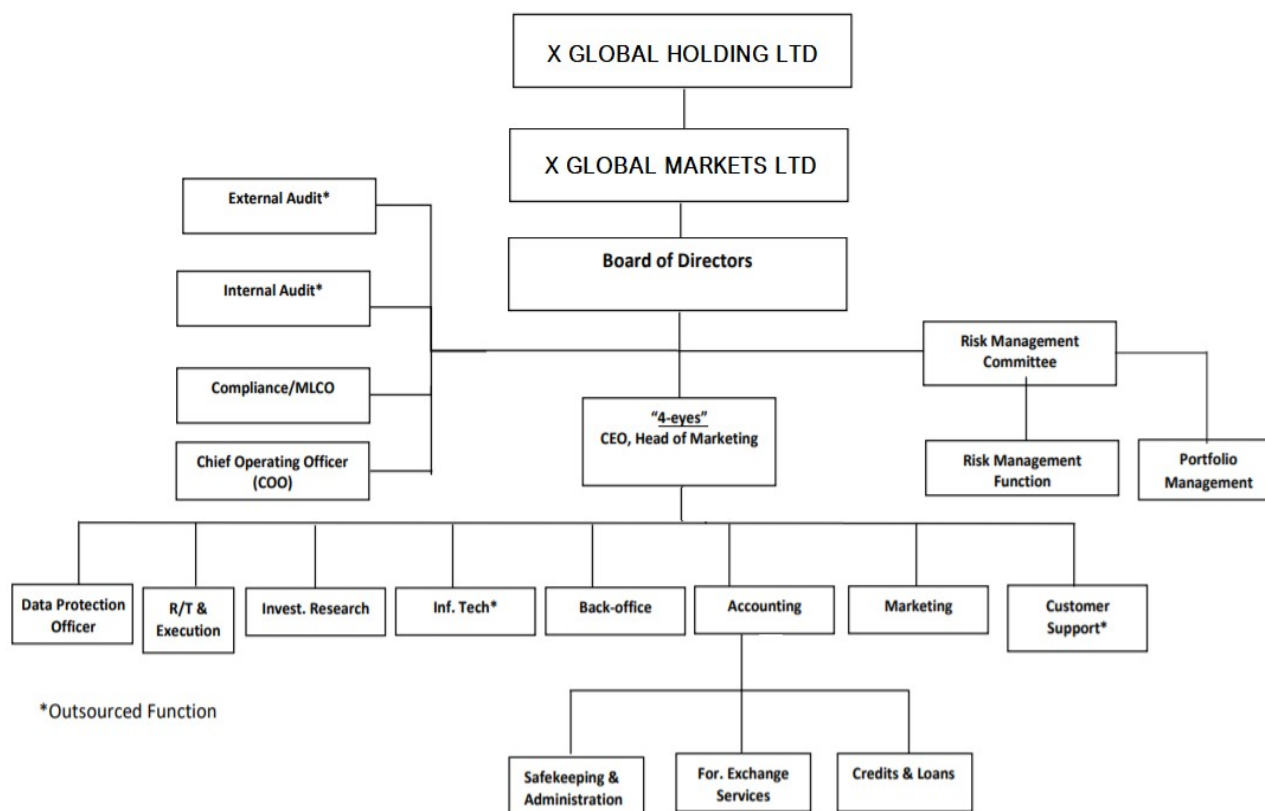 X GLOBAL HOLDING LTD
X GLOBAL MARKETS LTD
External Audit*
Board of Directors
Internal Audit*
Risk Management
Committee
Compliance/MLCO
"4-eyes"
CEO, Head of Marketing
Chief Operating Officer
(COO)
Risk Management
Function
Portfolio
Management
Data Protection
Officer
R/T &
Execution
Invest. Research
Inf. Tech*
Back-office
Accounting
Marketing
Customer
Support*
*Outsourced Function
Safekeeping &
Administration
For. Exchange
Services
Credits & Loans